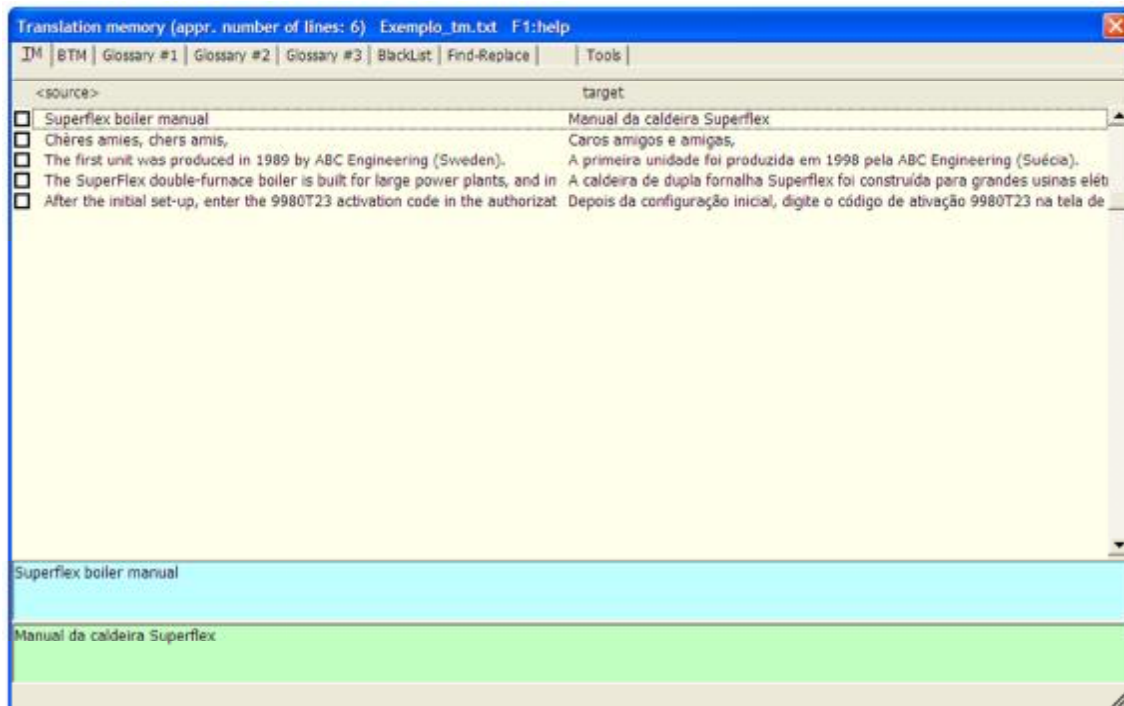 Translation memory (appr. number of lines: 6) Exemplo_tm.txt F1:help
TM | BTM | Glossary #1 | Glossary #2 | Glossary #3 | BlackList | Find-Replace | | Tools |
<source> target
Superflex boiler manual Manual da caldeira Superflex
Chères amies, chers amis, Caros amigos e amigas,
The first unit was produced in 1989 by ABC Engineering (Sweden). A primeira unidade foi produzida em 1998 pela ABC Engineering (Suécia).
The SuperFlex double-furnace boiler is built for large power plants, and in A caldeira de dupla fornalha Superflex foi construída para grandes usinas elét
After the initial set-up, enter the 9980T23 activation code in the authorizat Depois da configuração inicial, digite o código de ativação 9980T23 na tela de
Superflex boiler manual
Manual da caldeira Superflex